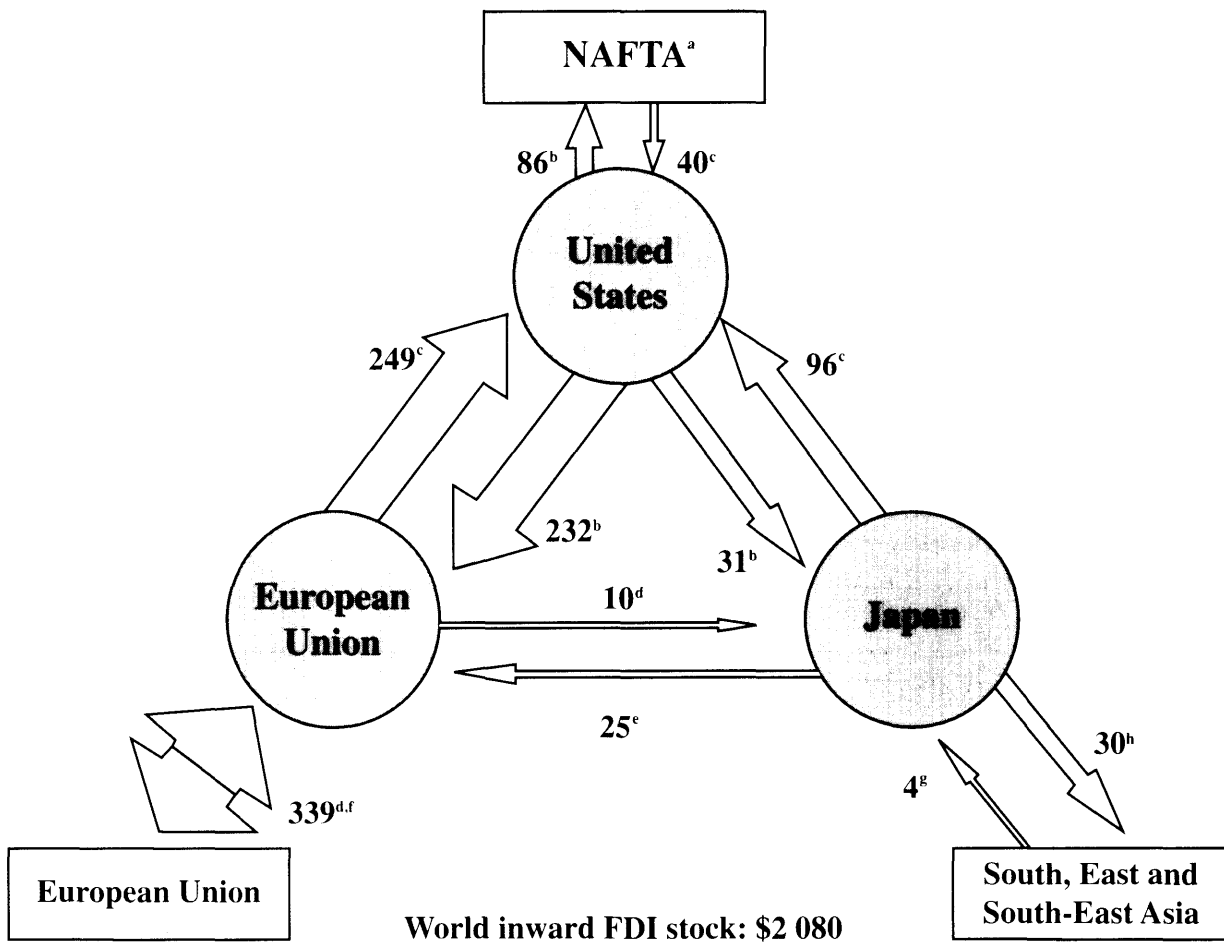 NAFTAᵃ
86ᵇ
40ᶜ
United
States
249ᶜ
96ᶜ
232ᵇ
31ᵇ
European
Union
10ᵈ
Japan
25ᵉ
30ʰ
4ᵍ
339ᵈ,ᶠ
European Union
South, East and
South-East Asia
World inward FDI stock: $2 080